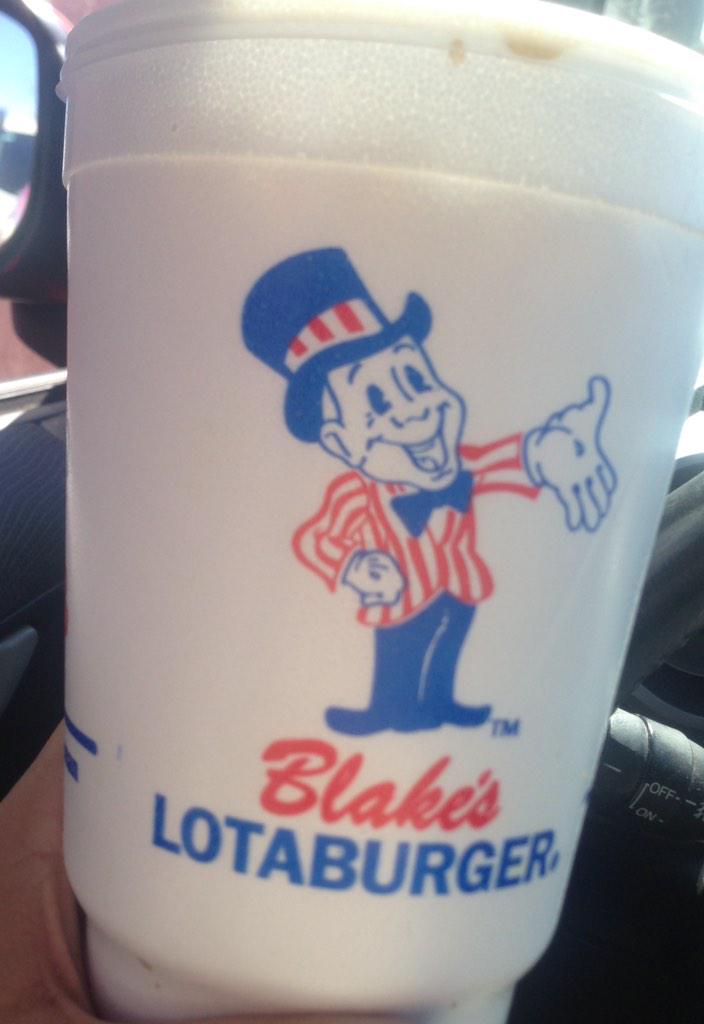 TM
Blake's
LOTABURGER®
OFF-
ON-